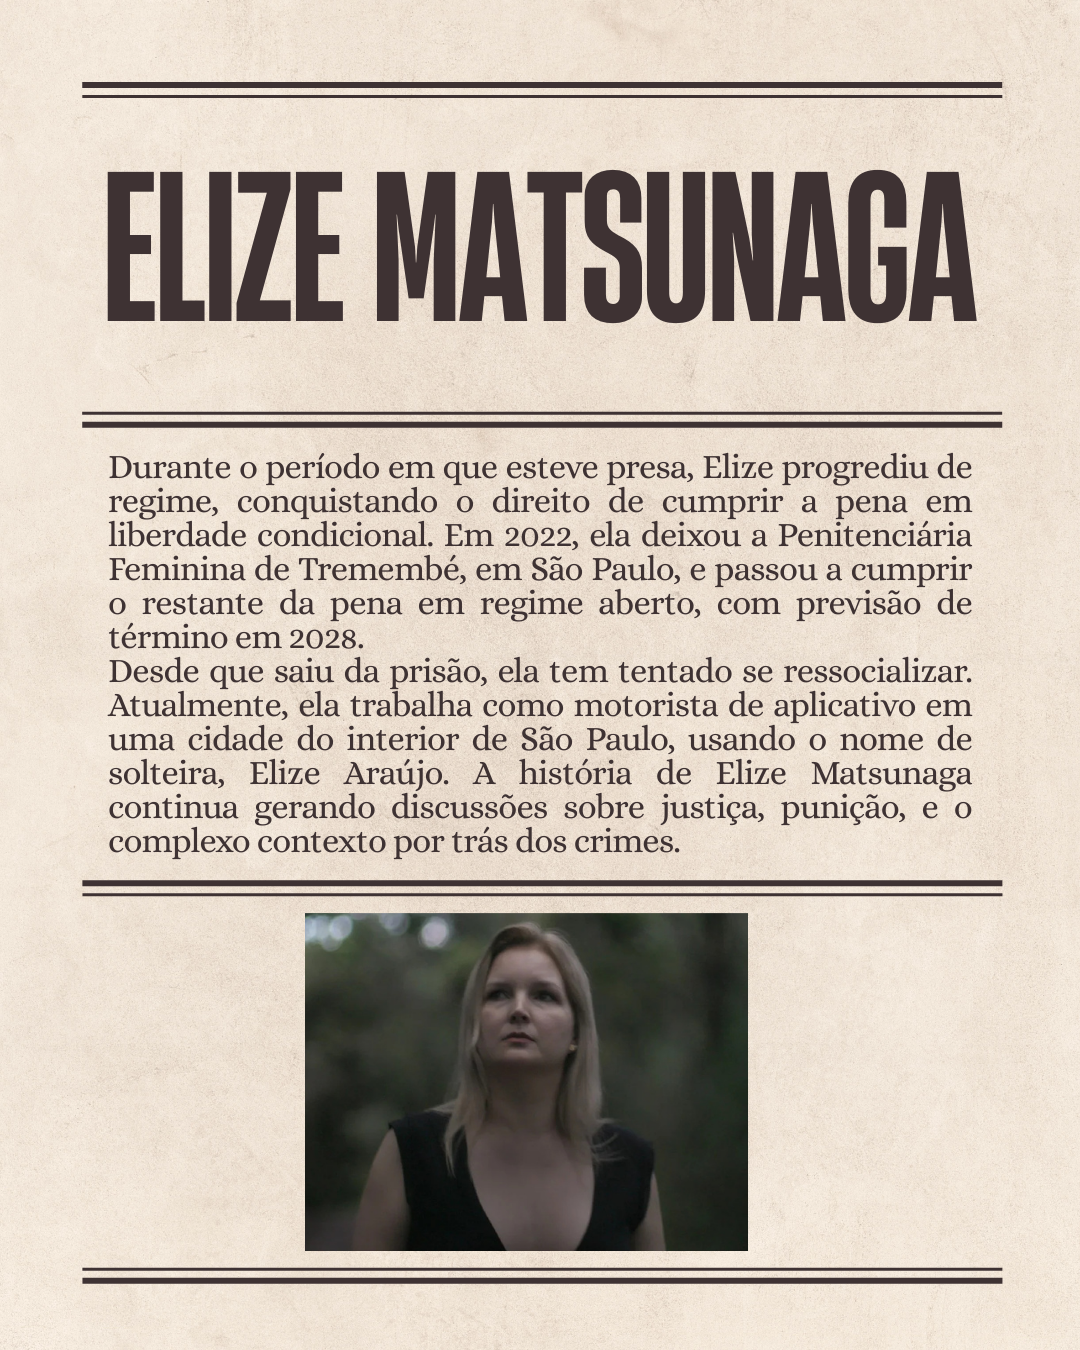 ELIZE MATSUNAGA
Durante o período em que esteve presa, Elize progrediu de
regime, conquistando o direito de cumprir a pena em
liberdade condicional. Em 2022, ela deixou a Penitenciária
Feminina de Tremembé, em São Paulo, e passou a cumprir
o restante da pena em regime aberto, com previsão de
término em 2028.
Desde que saiu da prisão, ela tem tentado se ressocializar.
Atualmente, ela trabalha como motorista de aplicativo em
uma cidade do interior de São Paulo, usando o nome de
solteira, Elize Araújo. A história de Elize Matsunaga
continua gerando discussões sobre justiça, punição, e o
complexo contexto por trás dos crimes.